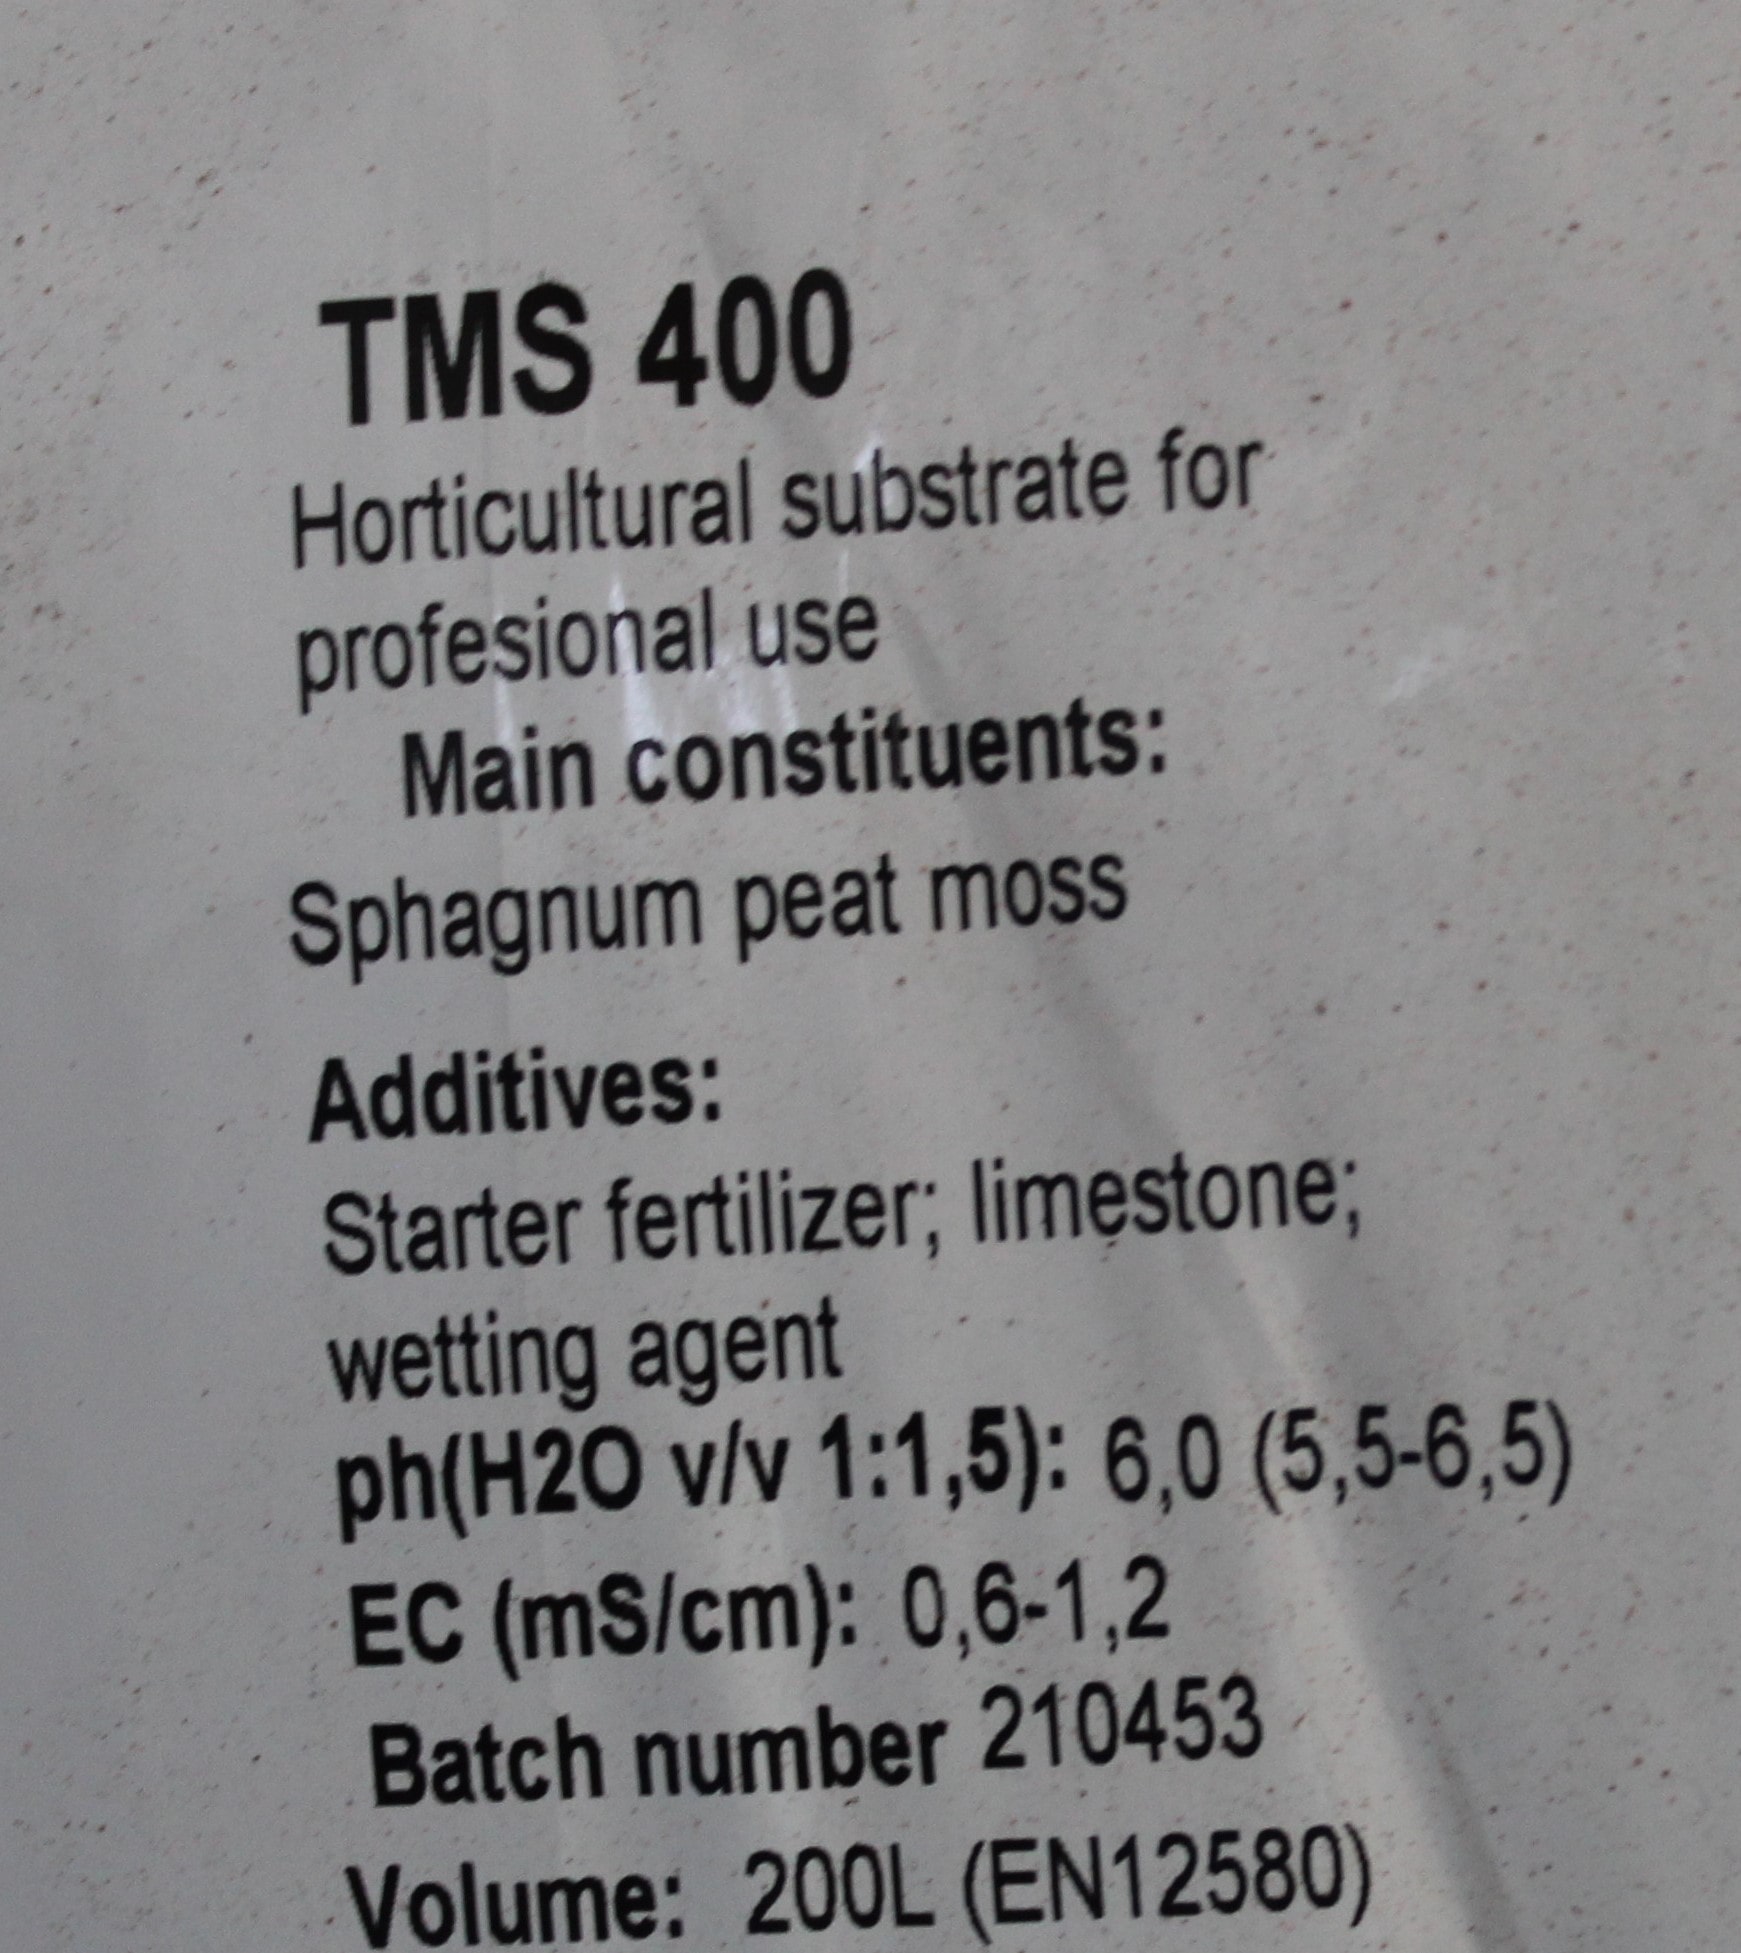 TMS 400
Horticultural substrate for
profesional use
Main constituents:
Sphagnum peat moss
Additives:
Starter fertilizer; limestone;
wetting agent
ph(H2O v/v 1:1,5): 6,0 (5,5-6,5)
EC (mS/cm): 0,6-1,2
Batch number 210453
Volume: 200L (EN12580)